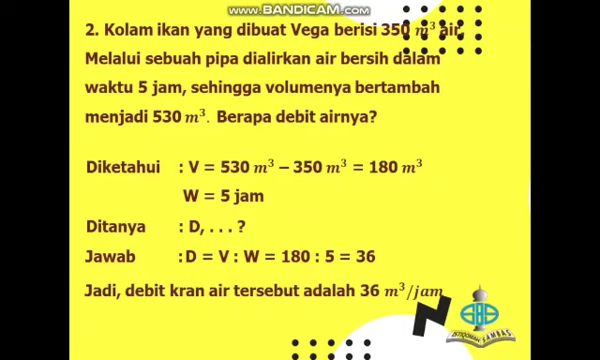 www.BANDICAM.com
2. Kolam ikan yang dibuat Vega berisi 350 m³ air.
Melalui sebuah pipa dialirkan air bersih dalam
waktu 5 jam, sehingga volumenya bertambah
menjadi 530 m³. Berapa debit airnya?
Diketahui : V = 530 m³ – 350 m³ = 180 m³
W = 5 jam
Ditanya : D, . . . ?
Jawab : D = V : W = 180 : 5 = 36
Jadi, debit kran air tersebut adalah 36 m³/jam
ISTIQOMAH SAMBAS